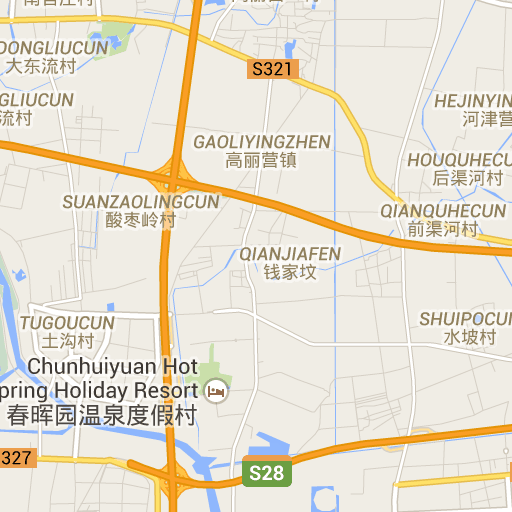 DONGLIUCUN
大东流村
S321
GLIUCUN
流村
HEJINYIN
河津营
GAOLIYINGZHEN
高丽营镇
HOUQUHECU
后渠河村
SUANZAOLINGCUN
酸枣岭村
QIANQUHECUN
前渠河村
QIANJIAFEN
钱家坟
TUGOUCUN
土沟村
SHUIPOCUN
水坡村
Chunhuiyuan Hot
pring Holiday Resort
春晖园温泉度假村
327
S28